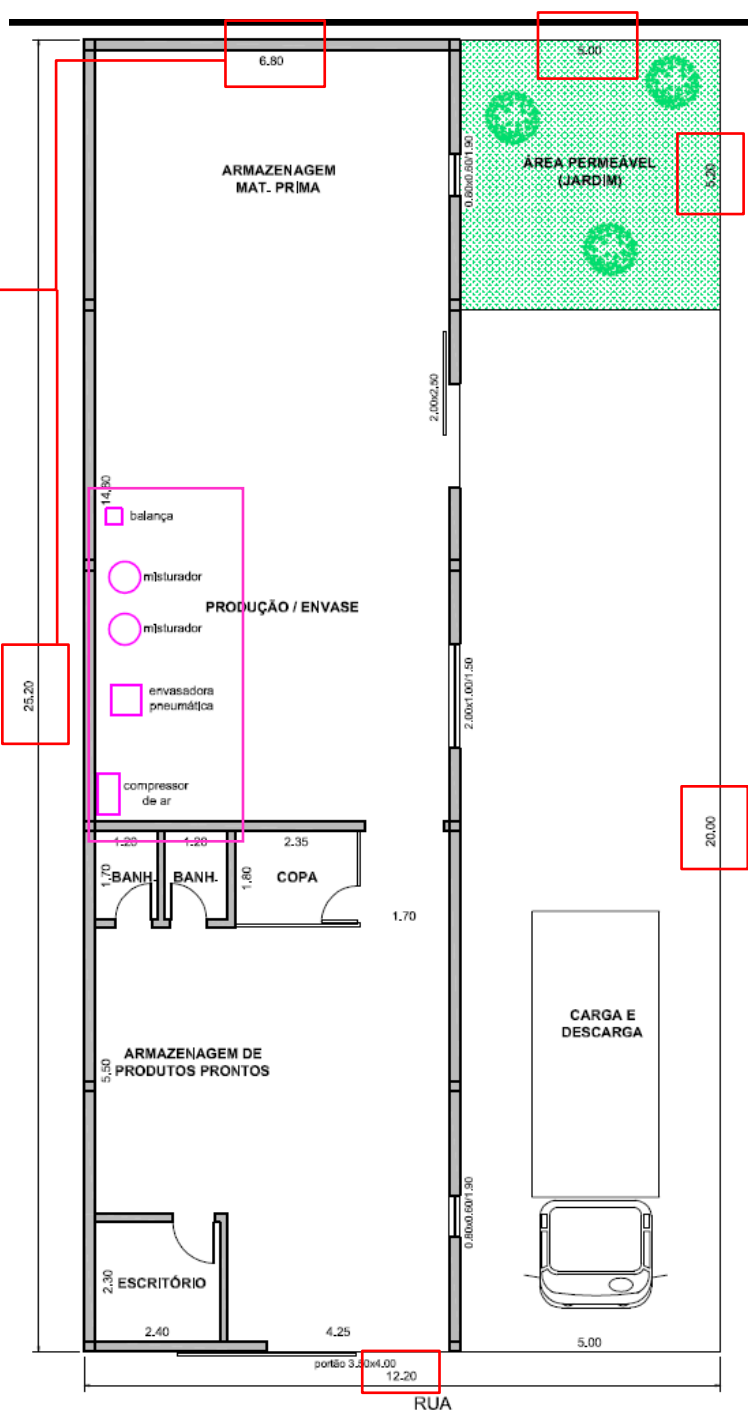 6.80
5.00
ARMAZENAGEM
MAT. PRIMA
0.80x0.60/1.90
ÁREA PERMEÁVEL
(JARDIM)
5.20
2.00x2.50
14.80
balança
misturador
PRODUÇÃO / ENVASE
misturador
envasadora
pneumática
2.00x1.00/1.50
25.20
compressor
de ar
1.20
1.20
2.35
20.00
1.70
BANH.
BANH.
1.80
COPA
1.70
CARGA E
DESCARGA
ARMAZENAGEM DE
PRODUTOS PRONTOS
5.50
0.80x0.60/1.90
2.30
ESCRITÓRIO
2.40
4.25
5.00
portão 3.50x4.00
12.20
RUA